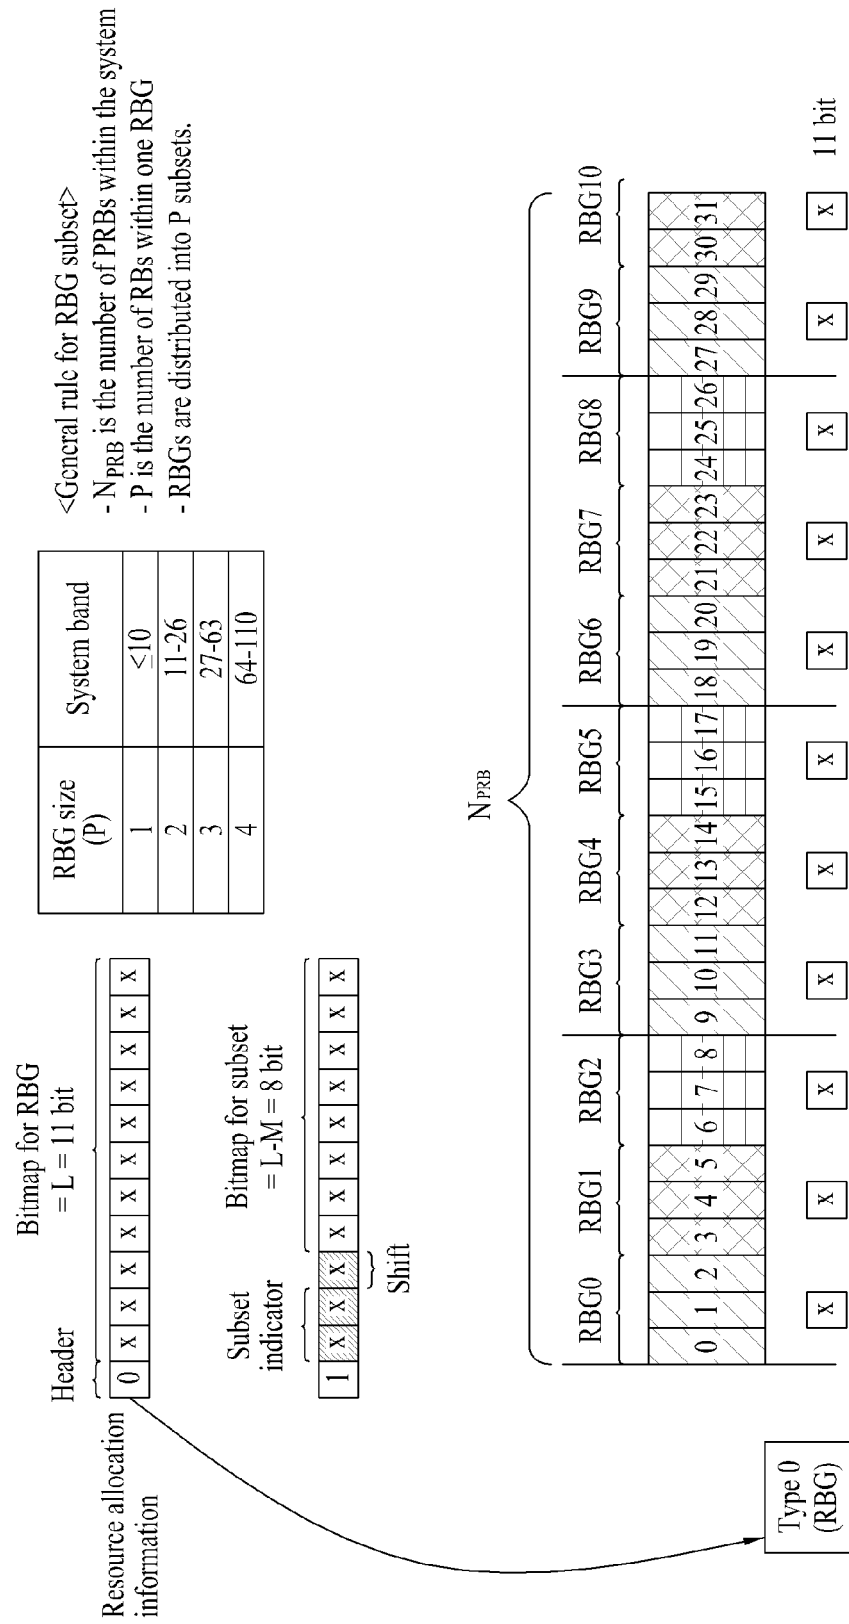 Resource allocation
information
Header
Bitmap for RBG
= L = 11 bit
0 X X X X X X X X X X X
Subset
indicator
Bitmap for subset
= L-M = 8 bit
1 X X X X X X X X X X X
Shift
RBG size
(P)
System band
1 ≤10
2 11-26
3 27-63
4 64-110
<General rule for RBG subset>
- NPRB is the number of PRBs within the system
- P is the number of RBs within one RBG
- RBGs are distributed into P subsets.
NPRB
RBG0 RBG1 RBG2 RBG3 RBG4 RBG5 RBG6 RBG7 RBG8 RBG9 RBG10
0 1 2 3 4 5 6 7 8 9 10 11 12 13 14 15 16 17 18 19 20 21 22 23 24 25 26 27 28 29 30 31
Type 0
(RBG)
X X X X X X X X X X X 11 bit